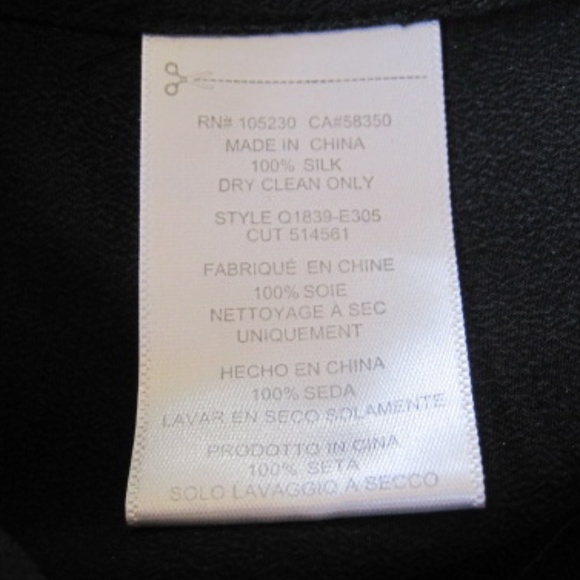 RN# 105230 CA#58350
MADE IN CHINA
100% SILK
DRY CLEAN ONLY
STYLE Q1839-E305
CUT 514561
FABRIQUÉ EN CHINE
100% SOIE
NETTOYAGE À SEC
UNIQUEMENT
HECHO EN CHINA
100% SEDA
LAVAR EN SECO SOLAMENTE
PRODOTTO IN CINA
100% SETA
SOLO LAVAGGIO A SECCO